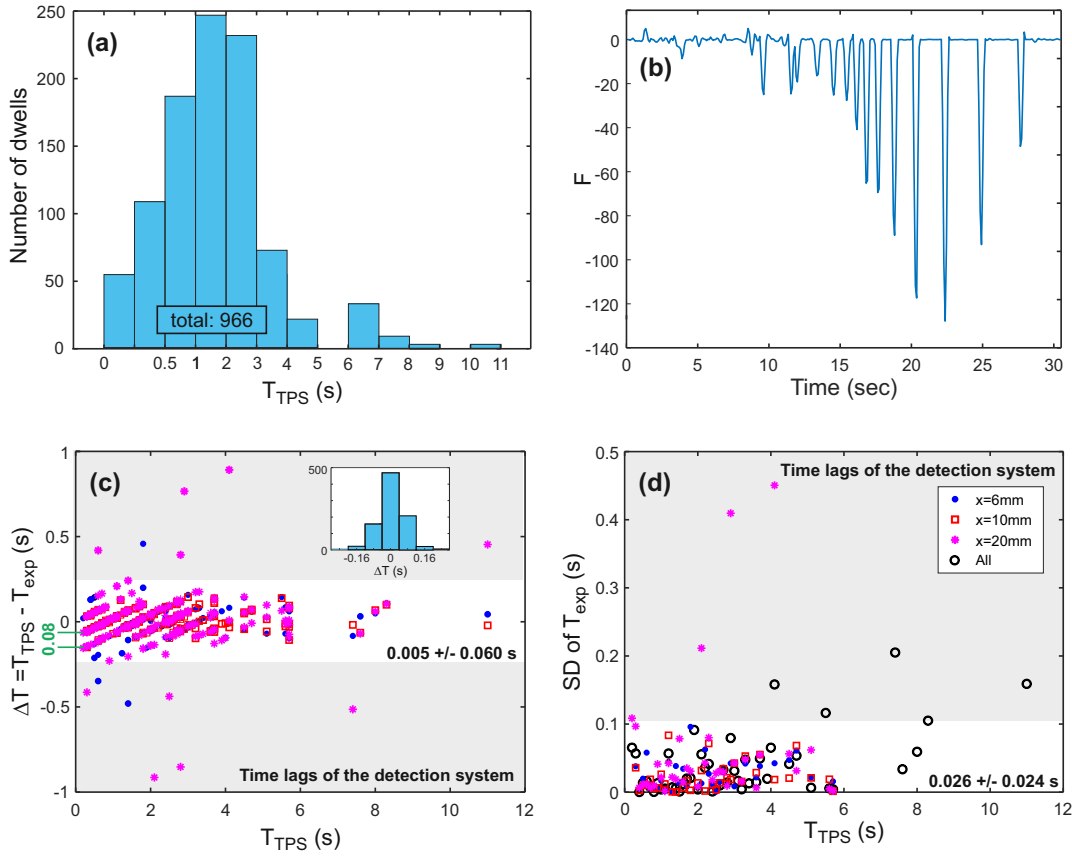 (a)
250
200
150
100
50
0
Number of dwells
total: 966
0 0.5 1 2 3 4 5 6 7 8 9 10 11
T_TPS (s)
(b)
0
-20
-40
-60
-80
-100
-120
-140
F
0 5 10 15 20 25 30
Time (sec)
(c)
1
0.5
0
-0.5
-1
0.08
ΔT =T_TPS - T_exp (s)
500
0
-0.16 0 0.16
ΔT (s)
0.005 +/- 0.060 s
Time lags of the detection system
0 2 4 6 8 10 12
T_TPS (s)
(d)
Time lags of the detection system
x=6mm
x=10mm
x=20mm
All
0.5
0.4
0.3
0.2
0.1
0
SD of T_exp (s)
0.026 +/- 0.024 s
0 2 4 6 8 10 12
T_TPS (s)